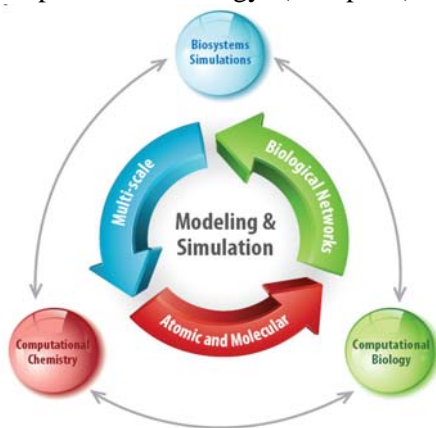 Biosystems
Simulations
Multi-scale
Biological Networks
Modeling &
Simulation
Atomic and Molecular
Computational
Chemistry
Computational
Biology